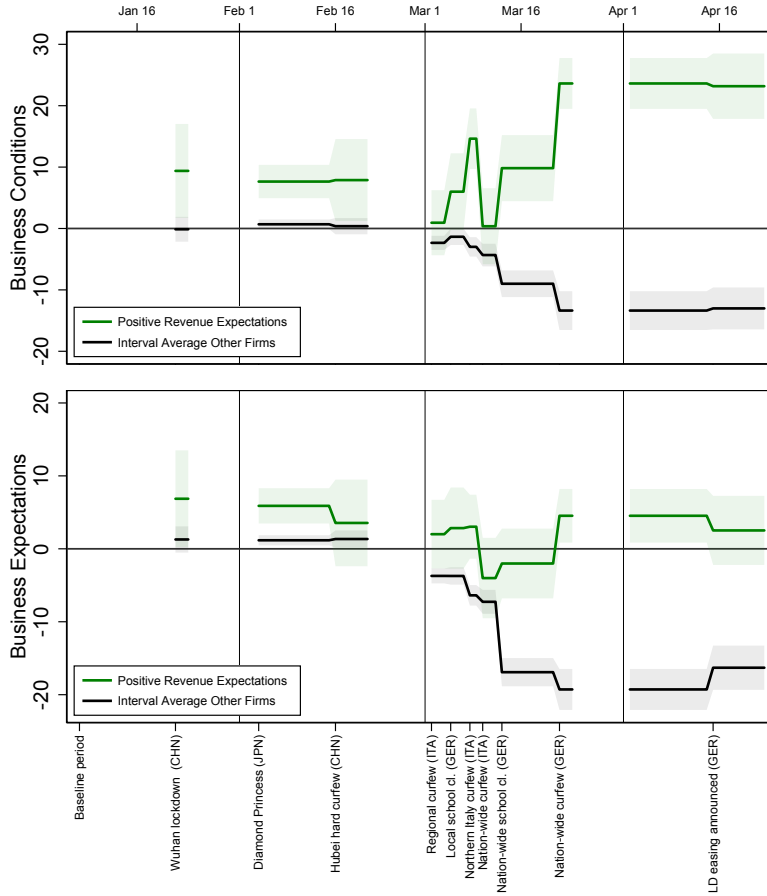 Jan 16 Feb 1 Feb 16 Mar 1 Mar 16 Apr 1 Apr 16
Business Conditions
30
20
10
0
-10
-20
Positive Revenue Expectations
Interval Average Other Firms
Business Expectations
20
10
0
-10
-20
Positive Revenue Expectations
Interval Average Other Firms
Baseline period
Wuhan lockdown (CHN)
Diamond Princess (JPN)
Hubei hard curfew (CHN)
Regional curfew (ITA)
Local school cl. (GER)
Northern Italy curfew (ITA)
Nation-wide curfew (ITA)
Nation-wide school cl. (GER)
Nation-wide curfew (GER)
LD easing announced (GER)